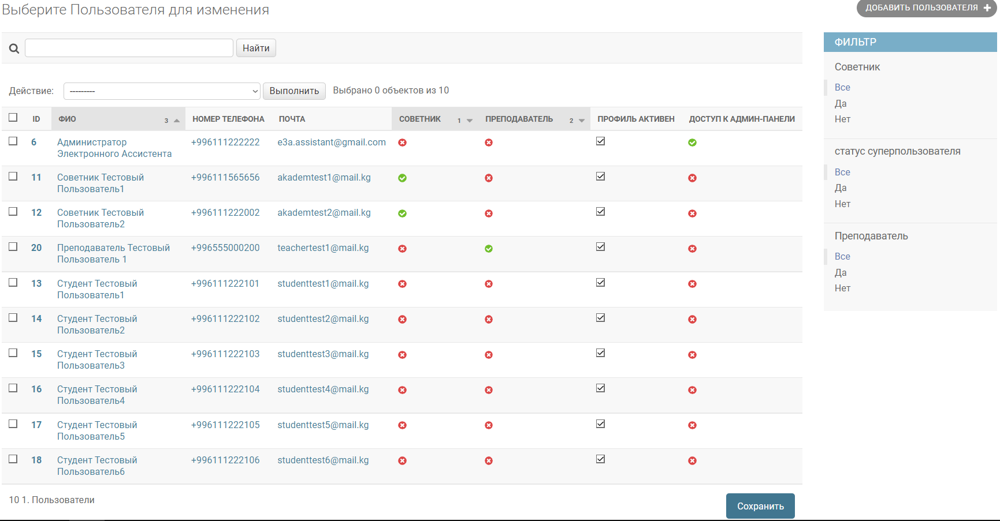 Выберите Пользователя для изменения
ДОБАВИТЬ ПОЛЬЗОВАТЕЛЯ
Найти
Действие: --------- Выполнить Выбрано 0 объектов из 10
ID ФИО 3 НОМЕР ТЕЛЕФОНА ПОЧТА СОВЕТНИК 1 ПРЕПОДАВАТЕЛЬ 2 ПРОФИЛЬ АКТИВЕН ДОСТУП К АДМИН-ПАНЕЛИ
6 Администратор +996111222222 e3a.assistant@gmail.com
Электронного Ассистента
11 Советник Тестовый +996111565656 akademtest1@mail.kg
Пользователь1
12 Советник Тестовый +996111222002 akademtest2@mail.kg
Пользователь2
20 Преподаватель Тестовый +996555000200 teachertest1@mail.kg
Пользователь 1
13 Студент Тестовый +996111222101 studenttest1@mail.kg
Пользователь1
14 Студент Тестовый +996111222102 studenttest2@mail.kg
Пользователь2
15 Студент Тестовый +996111222103 studenttest3@mail.kg
Пользователь3
16 Студент Тестовый +996111222104 studenttest4@mail.kg
Пользователь4
17 Студент Тестовый +996111222105 studenttest5@mail.kg
Пользователь5
18 Студент Тестовый +996111222106 studenttest6@mail.kg
Пользователь6
10 1. Пользователи
Сохранить
ФИЛЬТР
Советник
Все
Да
Нет
статус суперпользователя
Все
Да
Нет
Преподаватель
Все
Да
Нет